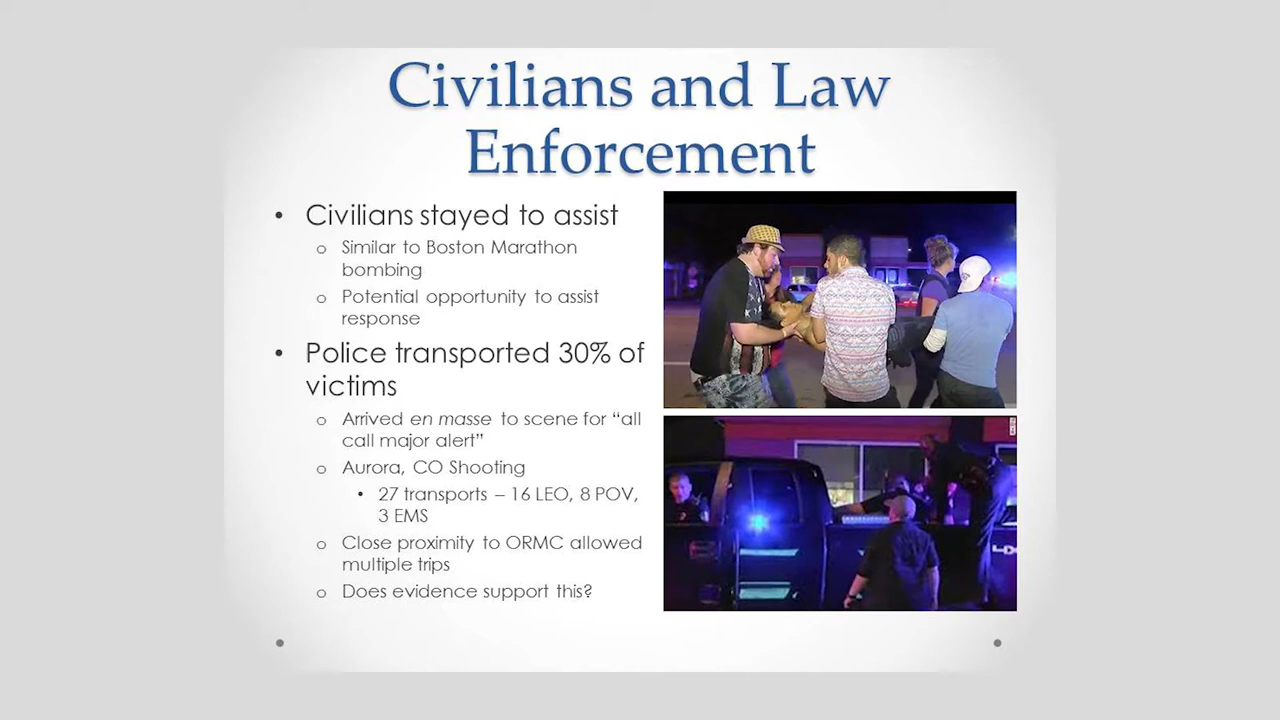 Civilians and Law
Enforcement
• Civilians stayed to assist
o Similar to Boston Marathon
bombing
o Potential opportunity to assist
response
• Police transported 30% of
victims
o Arrived en masse to scene for “all
call major alert”
o Aurora, CO Shooting
• 27 transports – 16 LEO, 8 POV,
3 EMS
o Close proximity to ORMC allowed
multiple trips
o Does evidence support this?